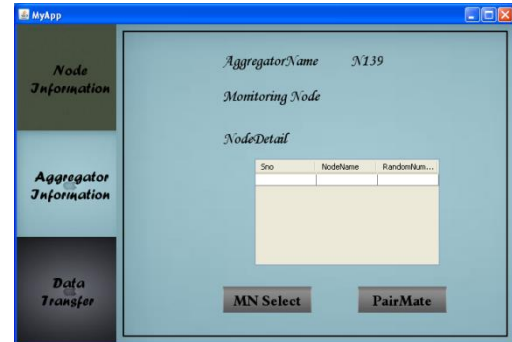 MyApp
Node
Information
Aggregator
Information
Data
Transfer
AggregatorName N139
Monitoring Node
NodeDetail
Sno NodeName RandomNum...
MN Select PairMate